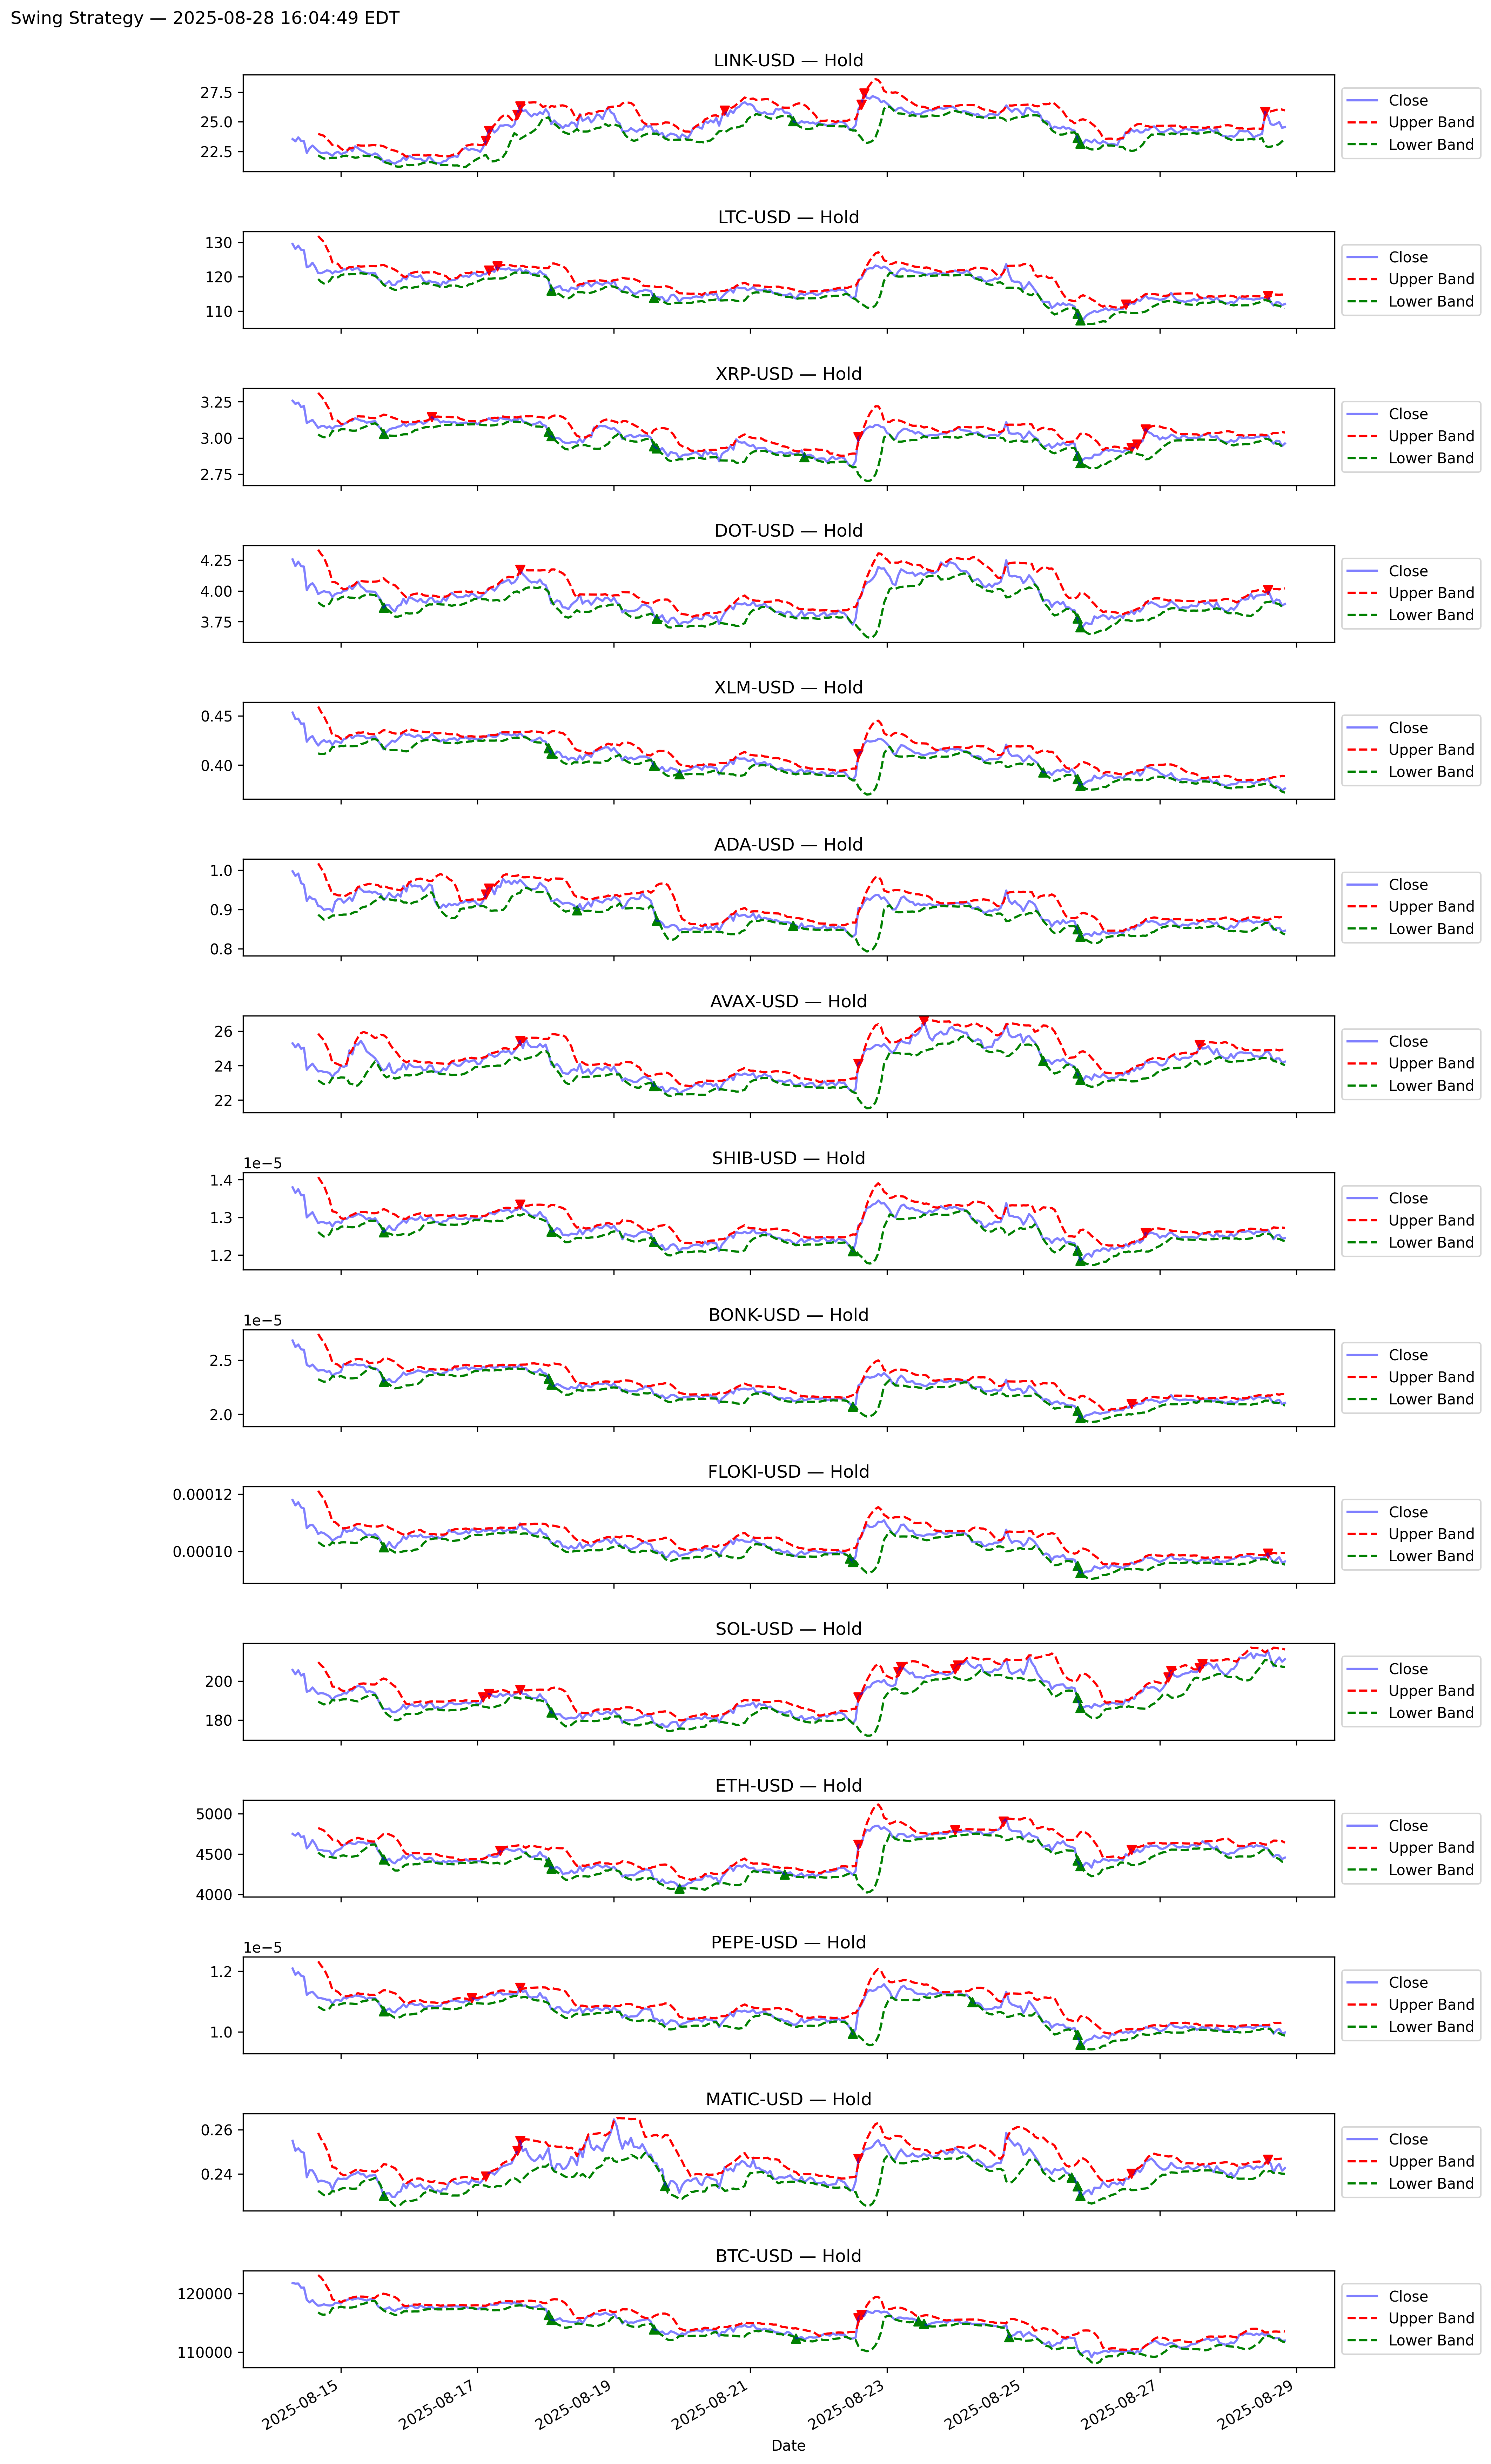 Swing Strategy — 2025-08-28 16:04:49 EDT
LINK-USD — Hold
27.5
25.0
22.5
Close
Upper Band
Lower Band
LTC-USD — Hold
130
120
110
Close
Upper Band
Lower Band
XRP-USD — Hold
3.25
3.00
2.75
Close
Upper Band
Lower Band
DOT-USD — Hold
4.25
4.00
3.75
Close
Upper Band
Lower Band
XLM-USD — Hold
0.45
0.40
Close
Upper Band
Lower Band
ADA-USD — Hold
1.0
0.9
0.8
Close
Upper Band
Lower Band
AVAX-USD — Hold
26
24
22
Close
Upper Band
Lower Band
SHIB-USD — Hold
1e−5
1.4
1.3
1.2
Close
Upper Band
Lower Band
BONK-USD — Hold
1e−5
2.5
2.0
Close
Upper Band
Lower Band
FLOKI-USD — Hold
0.00012
0.00010
Close
Upper Band
Lower Band
SOL-USD — Hold
200
180
Close
Upper Band
Lower Band
ETH-USD — Hold
5000
4500
4000
Close
Upper Band
Lower Band
PEPE-USD — Hold
1e−5
1.2
1.0
Close
Upper Band
Lower Band
MATIC-USD — Hold
0.26
0.24
Close
Upper Band
Lower Band
BTC-USD — Hold
120000
110000
Close
Upper Band
Lower Band
2025-08-15
2025-08-17
2025-08-19
2025-08-21
2025-08-23
2025-08-25
2025-08-27
2025-08-29
Date